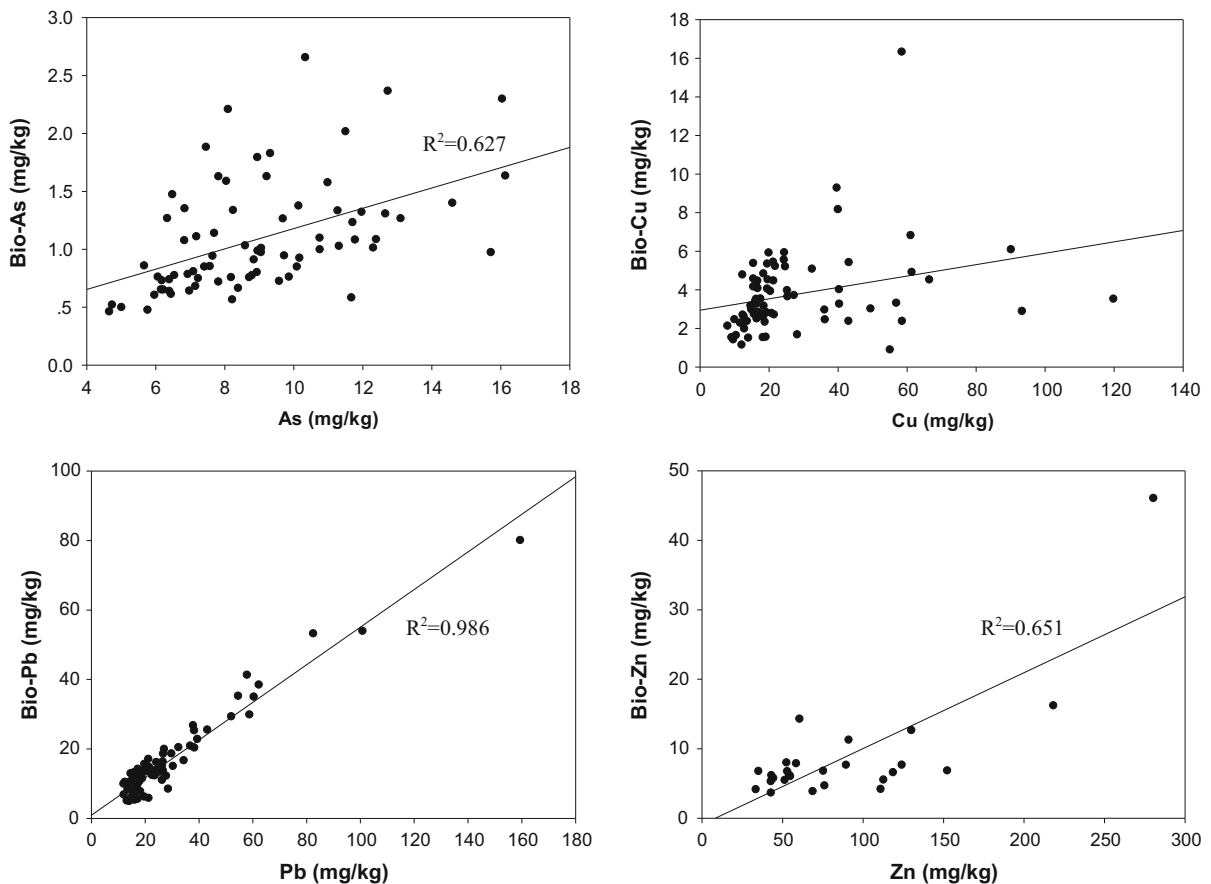 3.0
2.5
2.0
1.5
1.0
.5
0.0
Bio-As (mg/kg)
R²=0.627
4 6 8 10 12 14 16 18
As (mg/kg)
18
16
14
12
10
8
6
4
2
0
Bio-Cu (mg/kg)
0 20 40 60 80 100 120 140
Cu (mg/kg)
100
80
60
40
20
0
Bio-Pb (mg/kg)
R²=0.986
0 20 40 60 80 100 120 140 160 180
Pb (mg/kg)
50
40
30
20
10
0
Bio-Zn (mg/kg)
R²=0.651
0 50 100 150 200 250 300
Zn (mg/kg)